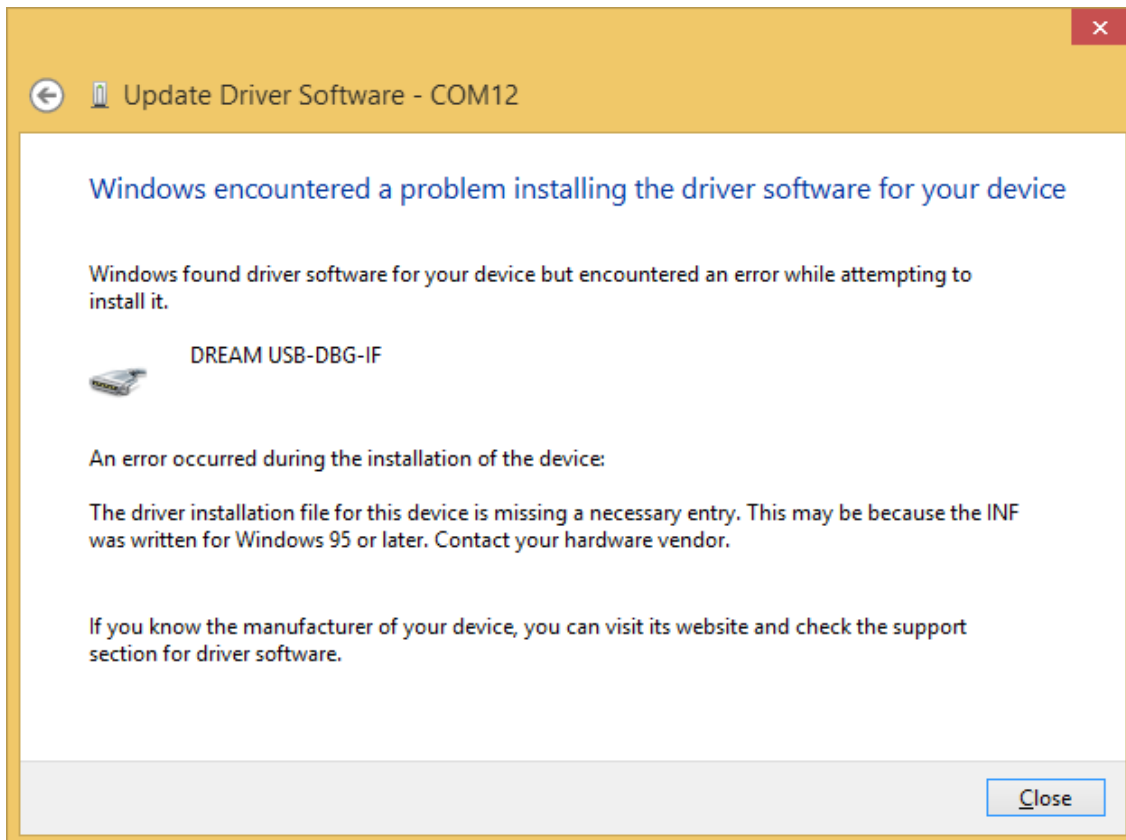 Update Driver Software - COM12
Windows encountered a problem installing the driver software for your device
Windows found driver software for your device but encountered an error while attempting to
install it.
DREAM USB-DBG-IF
An error occurred during the installation of the device:
The driver installation file for this device is missing a necessary entry. This may be because the INF
was written for Windows 95 or later. Contact your hardware vendor.
If you know the manufacturer of your device, you can visit its website and check the support
section for driver software.
Close